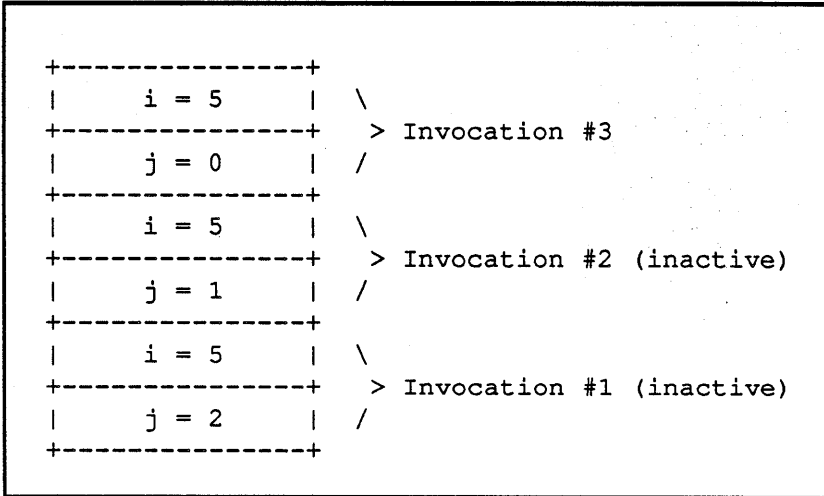 +----------------+
|     i = 5      |  \
+----------------+   > Invocation #3
|     j = 0      |  /
+----------------+
|     i = 5      |  \
+----------------+   > Invocation #2 (inactive)
|     j = 1      |  /
+----------------+
|     i = 5      |  \
+----------------+   > Invocation #1 (inactive)
|     j = 2      |  /
+----------------+